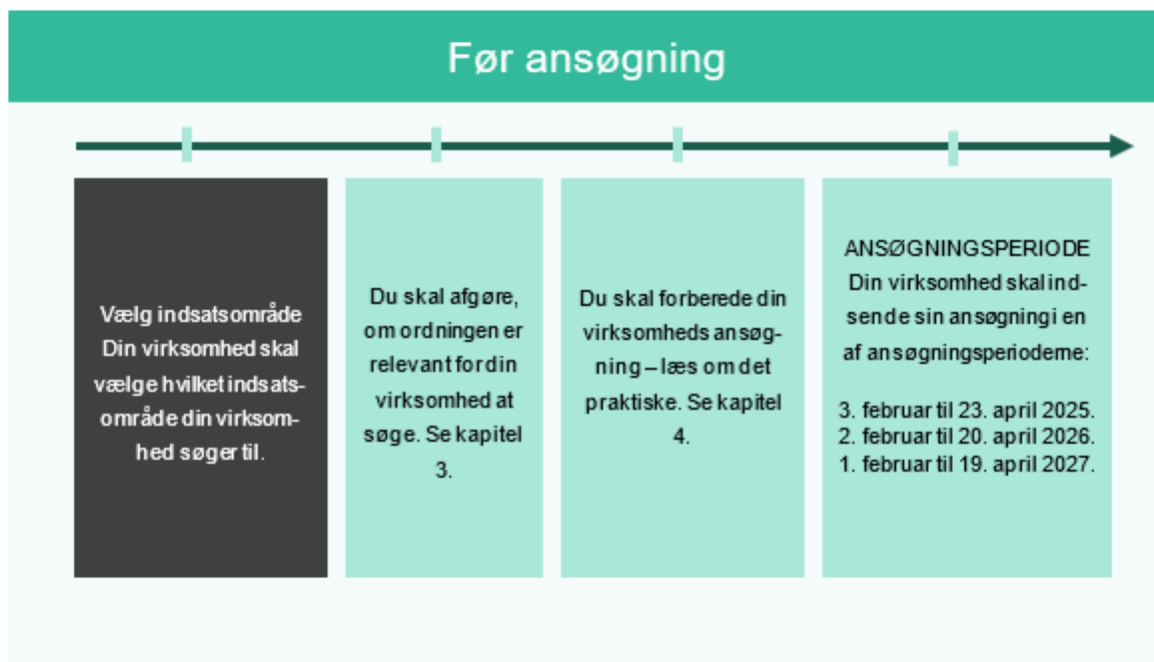 Før ansøgning
Vælg indsatsområde
Din virksomhed skal
vælge hvilket indsats-
område din virksom-
hed søger til.
Du skal afgøre,
om ordningen er
relevant for din
virksomhed at
søge. Se kapitel
3.
Du skal forberede din
virksomheds ansøg-
ning – læs om det
praktiske. Se kapitel
4.
ANSØGNINGSPERIODE
Din virksomhed skal ind-
sende sin ansøgning i en
af ansøgningsperioderne:
3. februar til 23. april 2025.
2. februar til 20. april 2026.
1. februar til 19. april 2027.